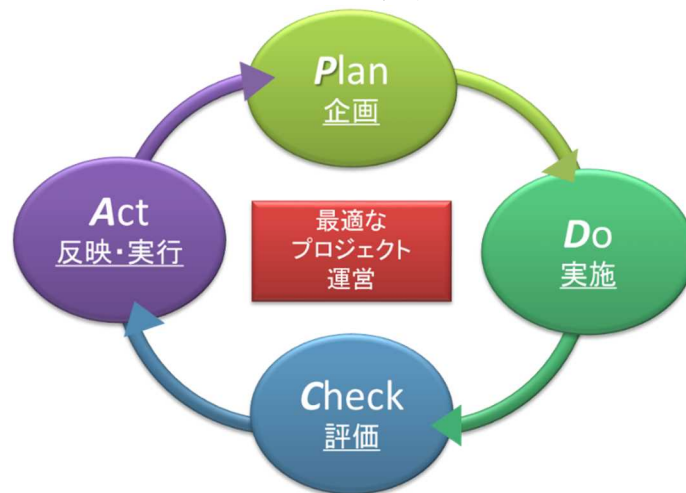 Plan
企画
Act
反映・実行
最適な
プロジェクト
運営
Do
実施
Check
評価